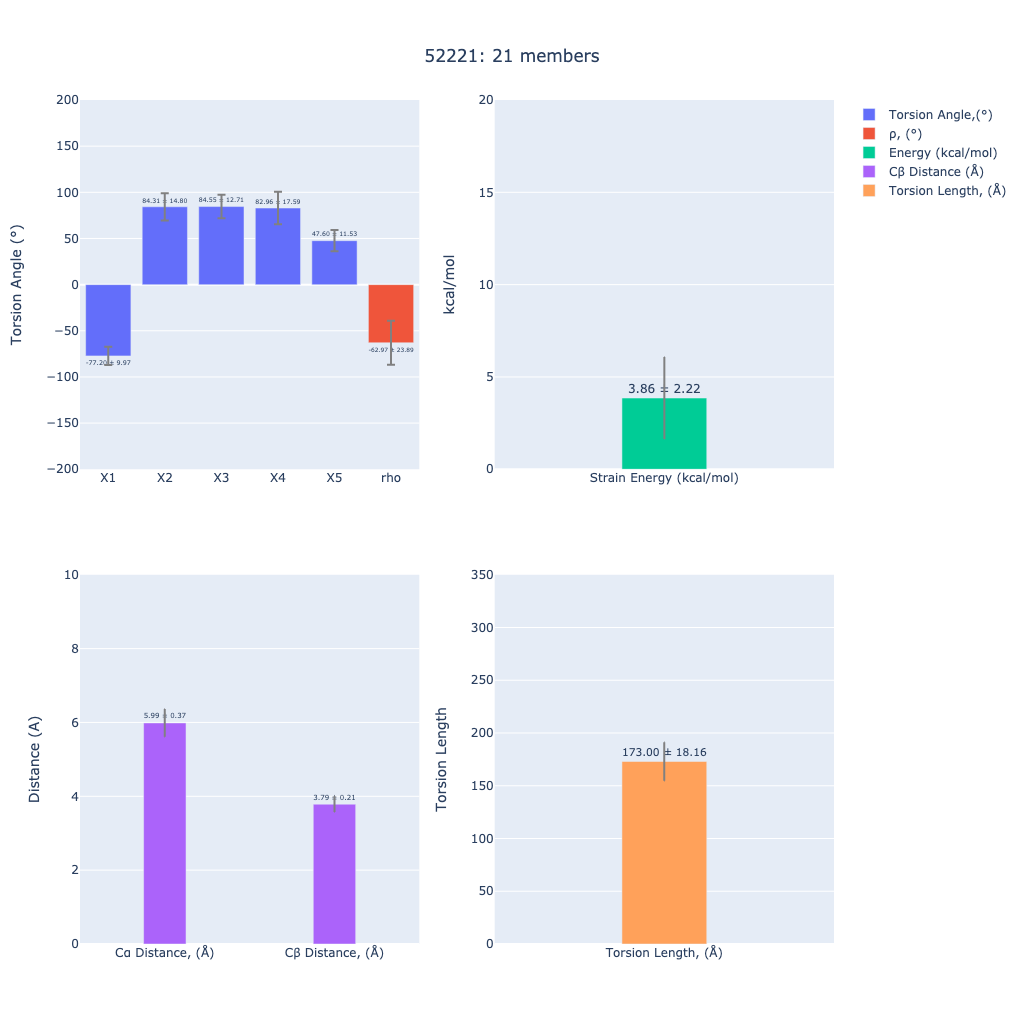 52221: 21 members
Torsion Angle (°)
200
150
100
50
0
−50
−100
−150
−200
-77.20 ± 9.97
84.31 ± 14.80
84.55 ± 12.71
82.96 ± 17.59
47.60 ± 11.53
-62.97 ± 23.89
X1 X2 X3 X4 X5 rho
kcal/mol
20
15
10
5
0
3.86 ± 2.22
Strain Energy (kcal/mol)
Torsion Angle,(°)
ρ, (°)
Energy (kcal/mol)
Cβ Distance (Å)
Torsion Length, (Å)
Distance (A)
10
8
6
4
2
0
5.99 ± 0.37
3.79 ± 0.21
Cα Distance, (Å) Cβ Distance, (Å)
Torsion Length
350
300
250
200
150
100
50
0
173.00 ± 18.16
Torsion Length, (Å)